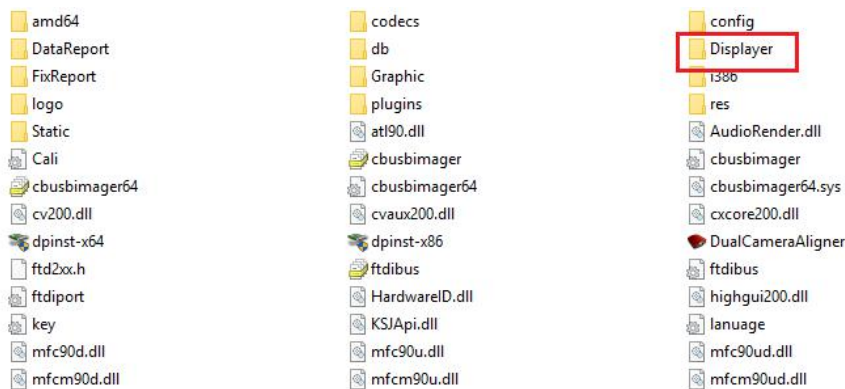 amd64 codecs config
DataReport db Displayer
FixReport Graphic i386
logo plugins res
Static atl90.dll AudioRender.dll
Cali cbusbimager cbusbimager
cbusbimager64 cbusbimager64 cbusbimager64.sys
cv200.dll cvaux200.dll cxcore200.dll
dpinst-x64 dpinst-x86 DualCameraAligner
ftd2xx.h ftdibus ftdibus
ftdiport HardwareID.dll highgui200.dll
key KSJApi.dll lanuage
mfc90d.dll mfc90u.dll mfc90ud.dll
mfcm90d.dll mfcm90u.dll mfcm90ud.dll